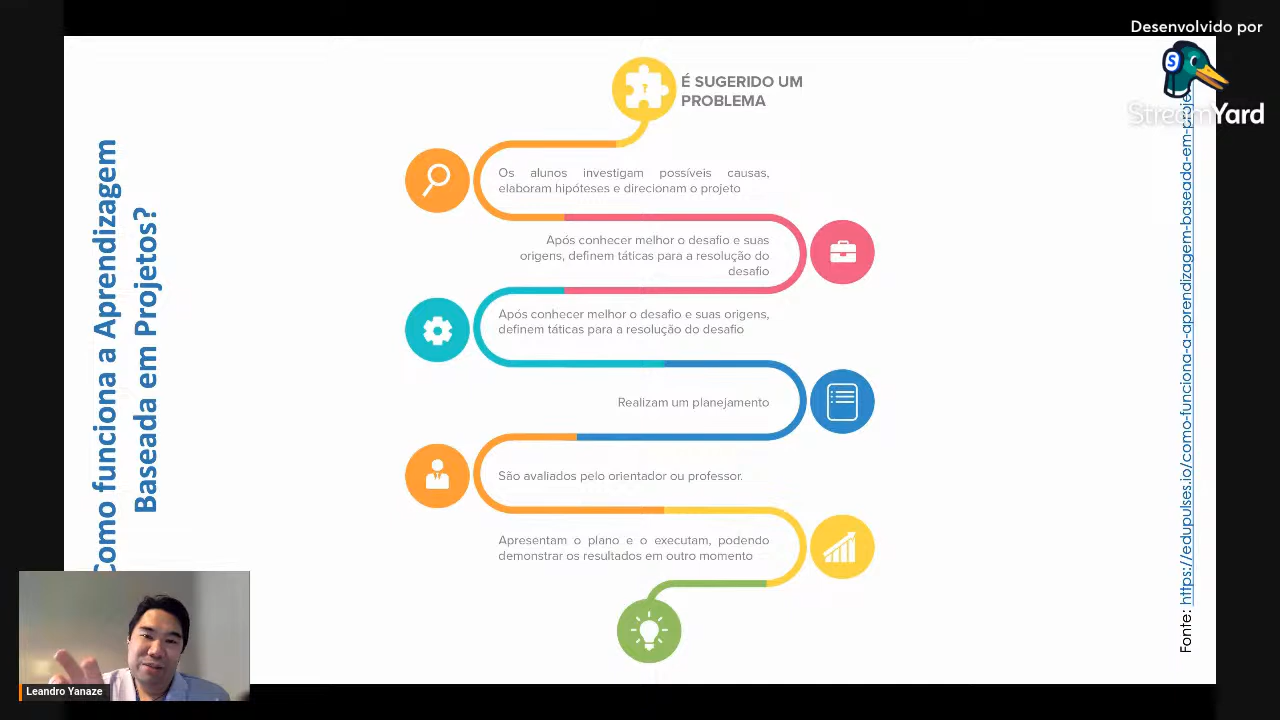 Desenvolvido por
StreamYard
Como funciona a Aprendizagem
Baseada em Projetos?
É SUGERIDO UM
PROBLEMA
Os alunos investigam possíveis causas,
elaboram hipóteses e direcionam o projeto
Após conhecer melhor o desafio e suas
origens, definem táticas para a resolução do
desafio
Após conhecer melhor o desafio e suas origens,
definem táticas para a resolução do desafio
Realizam um planejamento
São avaliados pelo orientador ou professor.
Apresentam o plano e o executam, podendo
demonstrar os resultados em outro momento
Fonte: https://edupulses.io/como-funciona-a-aprendizagem-baseada-em-proje
Leandro Yanaze